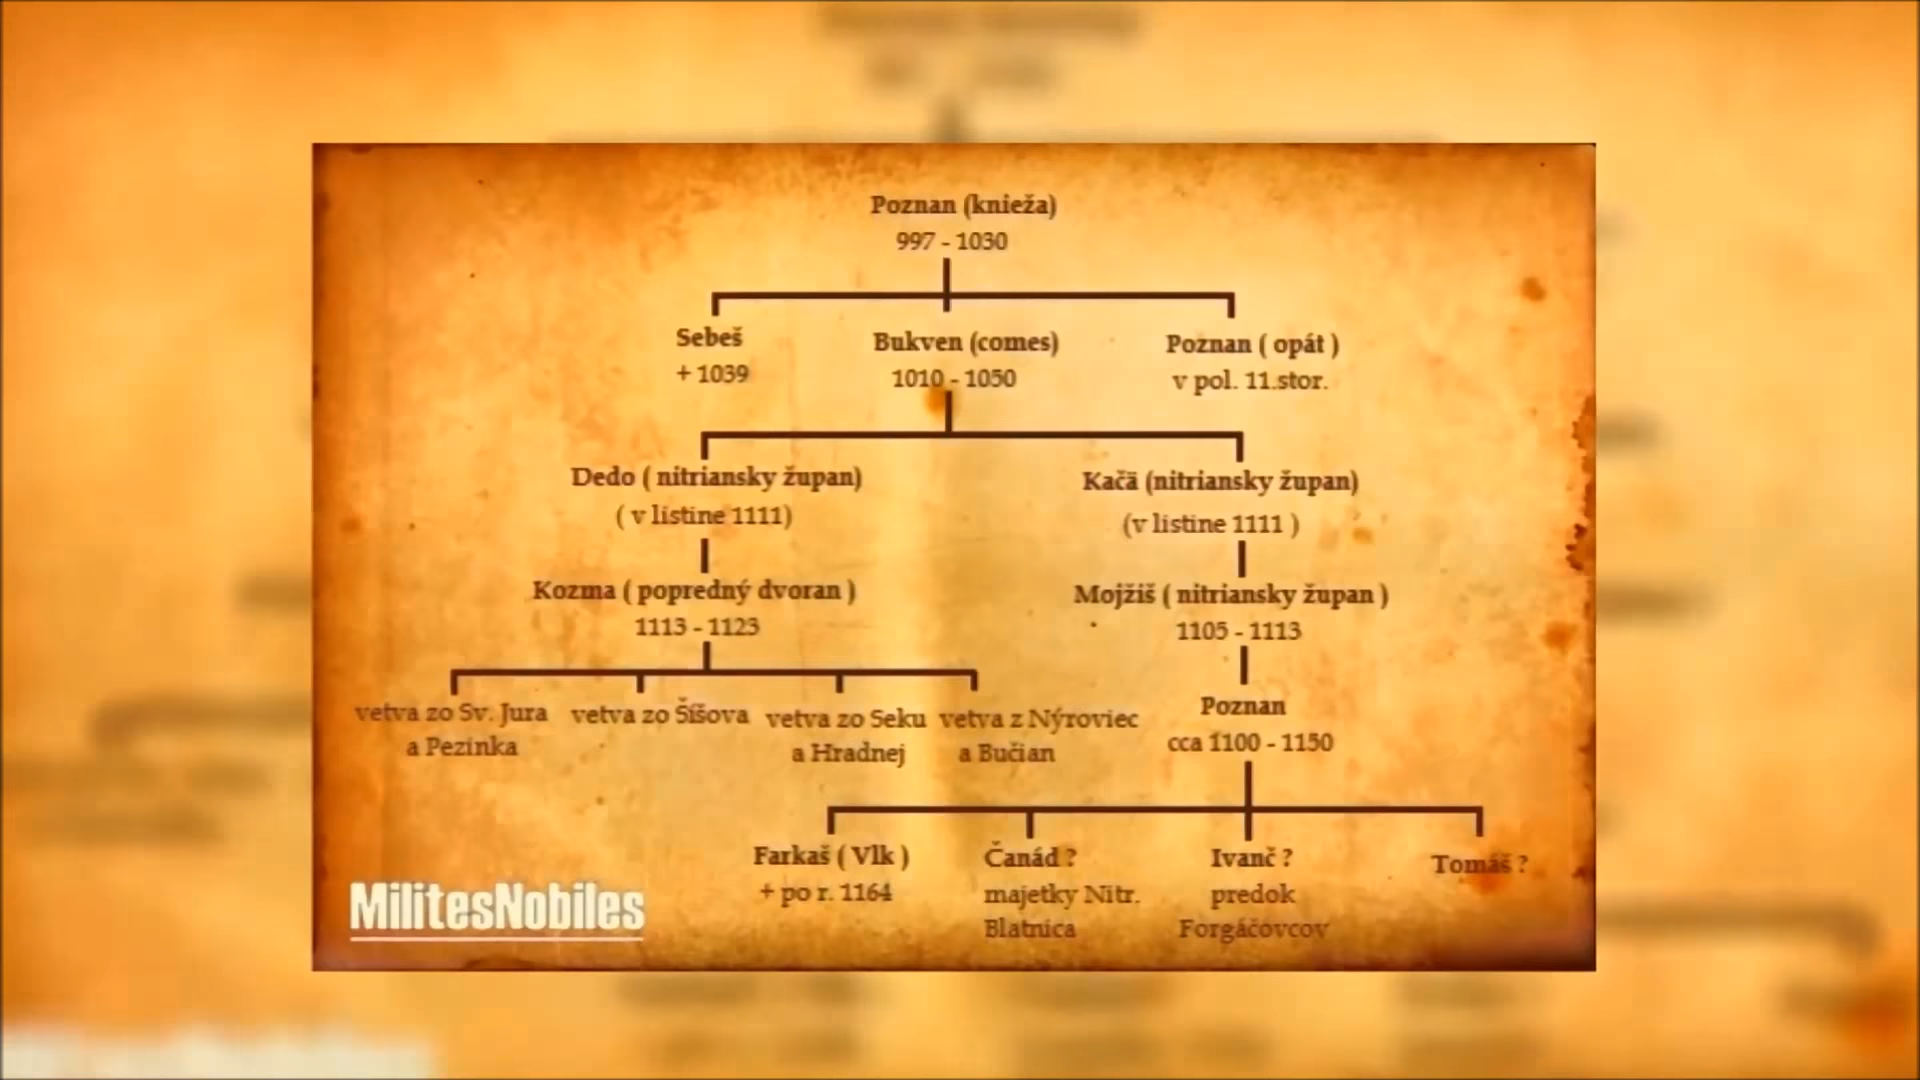 Poznan (knieža)
997 - 1030
Sebeš
+ 1039
Bukven (comes)
1010 - 1050
Poznan ( opát )
v pol. 11.stor.
Dedo ( nitriansky župan)
( v listine 1111)
Kačä (nitriansky župan)
(v listine 1111 )
Kozma ( popredný dvoran )
1113 - 1123
Mojžiš ( nitriansky župan )
1105 - 1113
vetva zo Sv. Jura
a Pezinka
vetva zo Šíšova
vetva zo Seku
a Hradnej
vetva z Nýroviec
a Bučian
Poznan
cca 1100 - 1150
Farkaš ( Vlk )
+ po r. 1164
Čanád ?
majetky Nitr.
Blatnica
Ivanč ?
predok
Forgáčovcov
Tomáš ?
MilitesNobiles